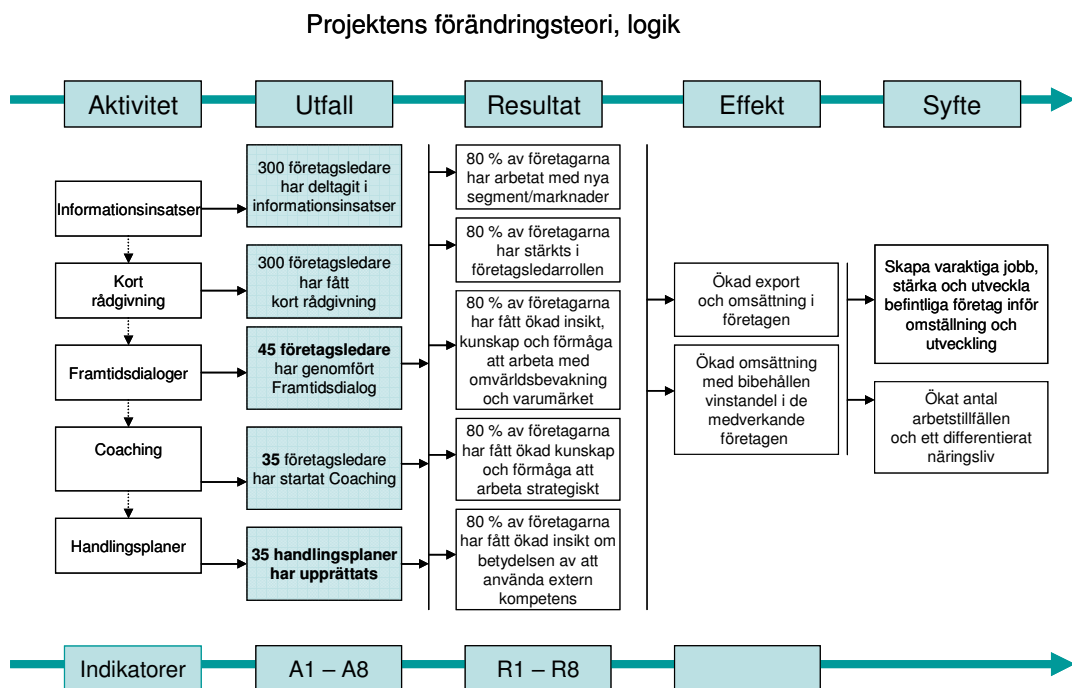 Projektens förändringsteori, logik
Aktivitet
Utfall
Resultat
Effekt
Syfte
Informationsinsatser
Kort
rådgivning
Framtidsdialoger
Coaching
Handlingsplaner
300 företagsledare
har deltagit i
informationsinsatser
300 företagsledare
har fått
kort rådgivning
45 företagsledare
har genomfört
Framtidsdialog
35 företagsledare
har startat Coaching
35 handlingsplaner
har upprättats
80 % av företagarna
har arbetat med nya
segment/marknader
80 % av företagarna
har stärkts i
företagsledarrollen
80 % av företagarna
har fått ökad insikt,
kunskap och förmåga
att arbeta med
omvärldsbevakning
och varumärket
80 % av företagarna
har fått ökad kunskap
och förmåga att
arbeta strategiskt
80 % av företagarna
har fått ökad insikt om
betydelsen av att
använda extern
kompetens
Ökad export
och omsättning i
företagen
Ökad omsättning
med bibehållen
vinstandel i de
medverkande
företagen
Skapa varaktiga jobb,
stärka och utveckla
befintliga företag inför
omställning och
utveckling
Ökat antal
arbetstillfällen
och ett differentierat
näringsliv
Indikatorer
A1 – A8
R1 – R8